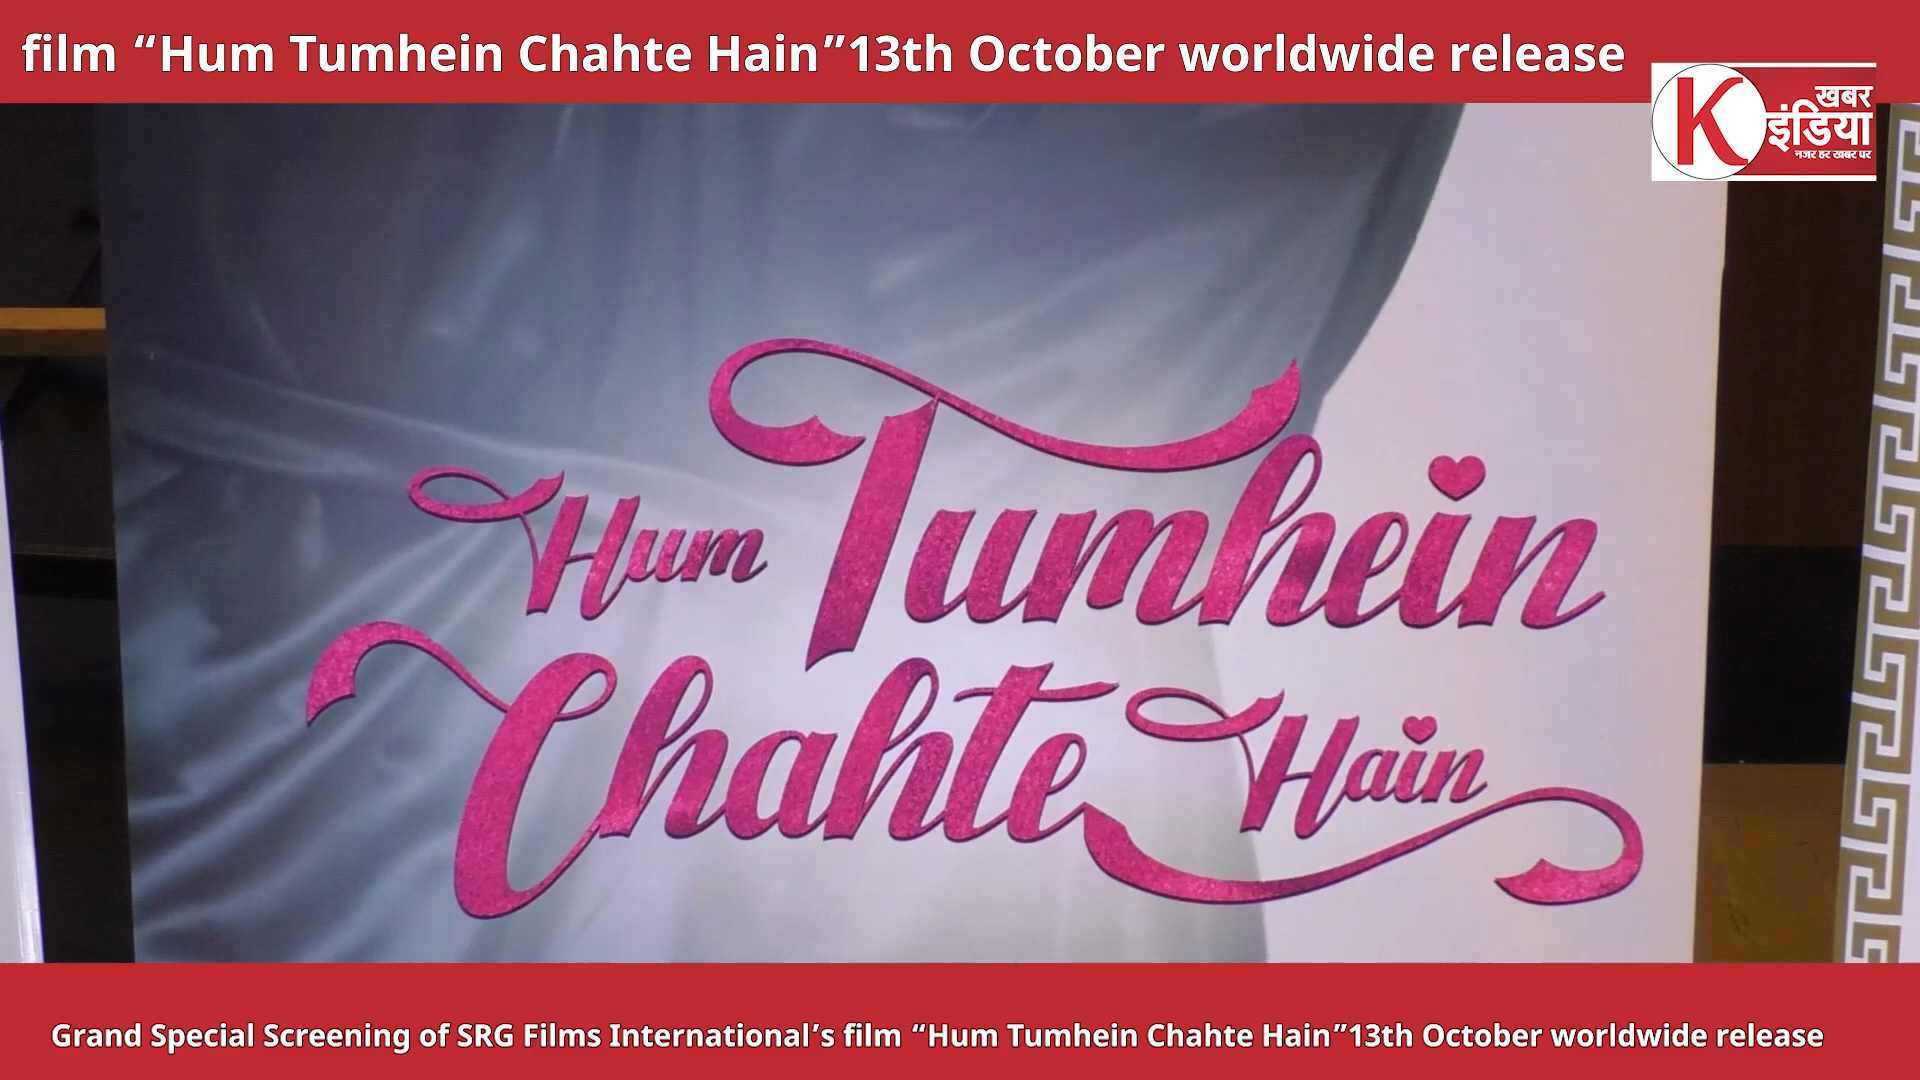 film “Hum Tumhein Chahte Hain”13th October worldwide release
K
खबर
इंडिया
नजर हर खबर पर
Hum Tumhein
Chahte Hain
Grand Special Screening of SRG Films International’s film “Hum Tumhein Chahte Hain”13th October worldwide release